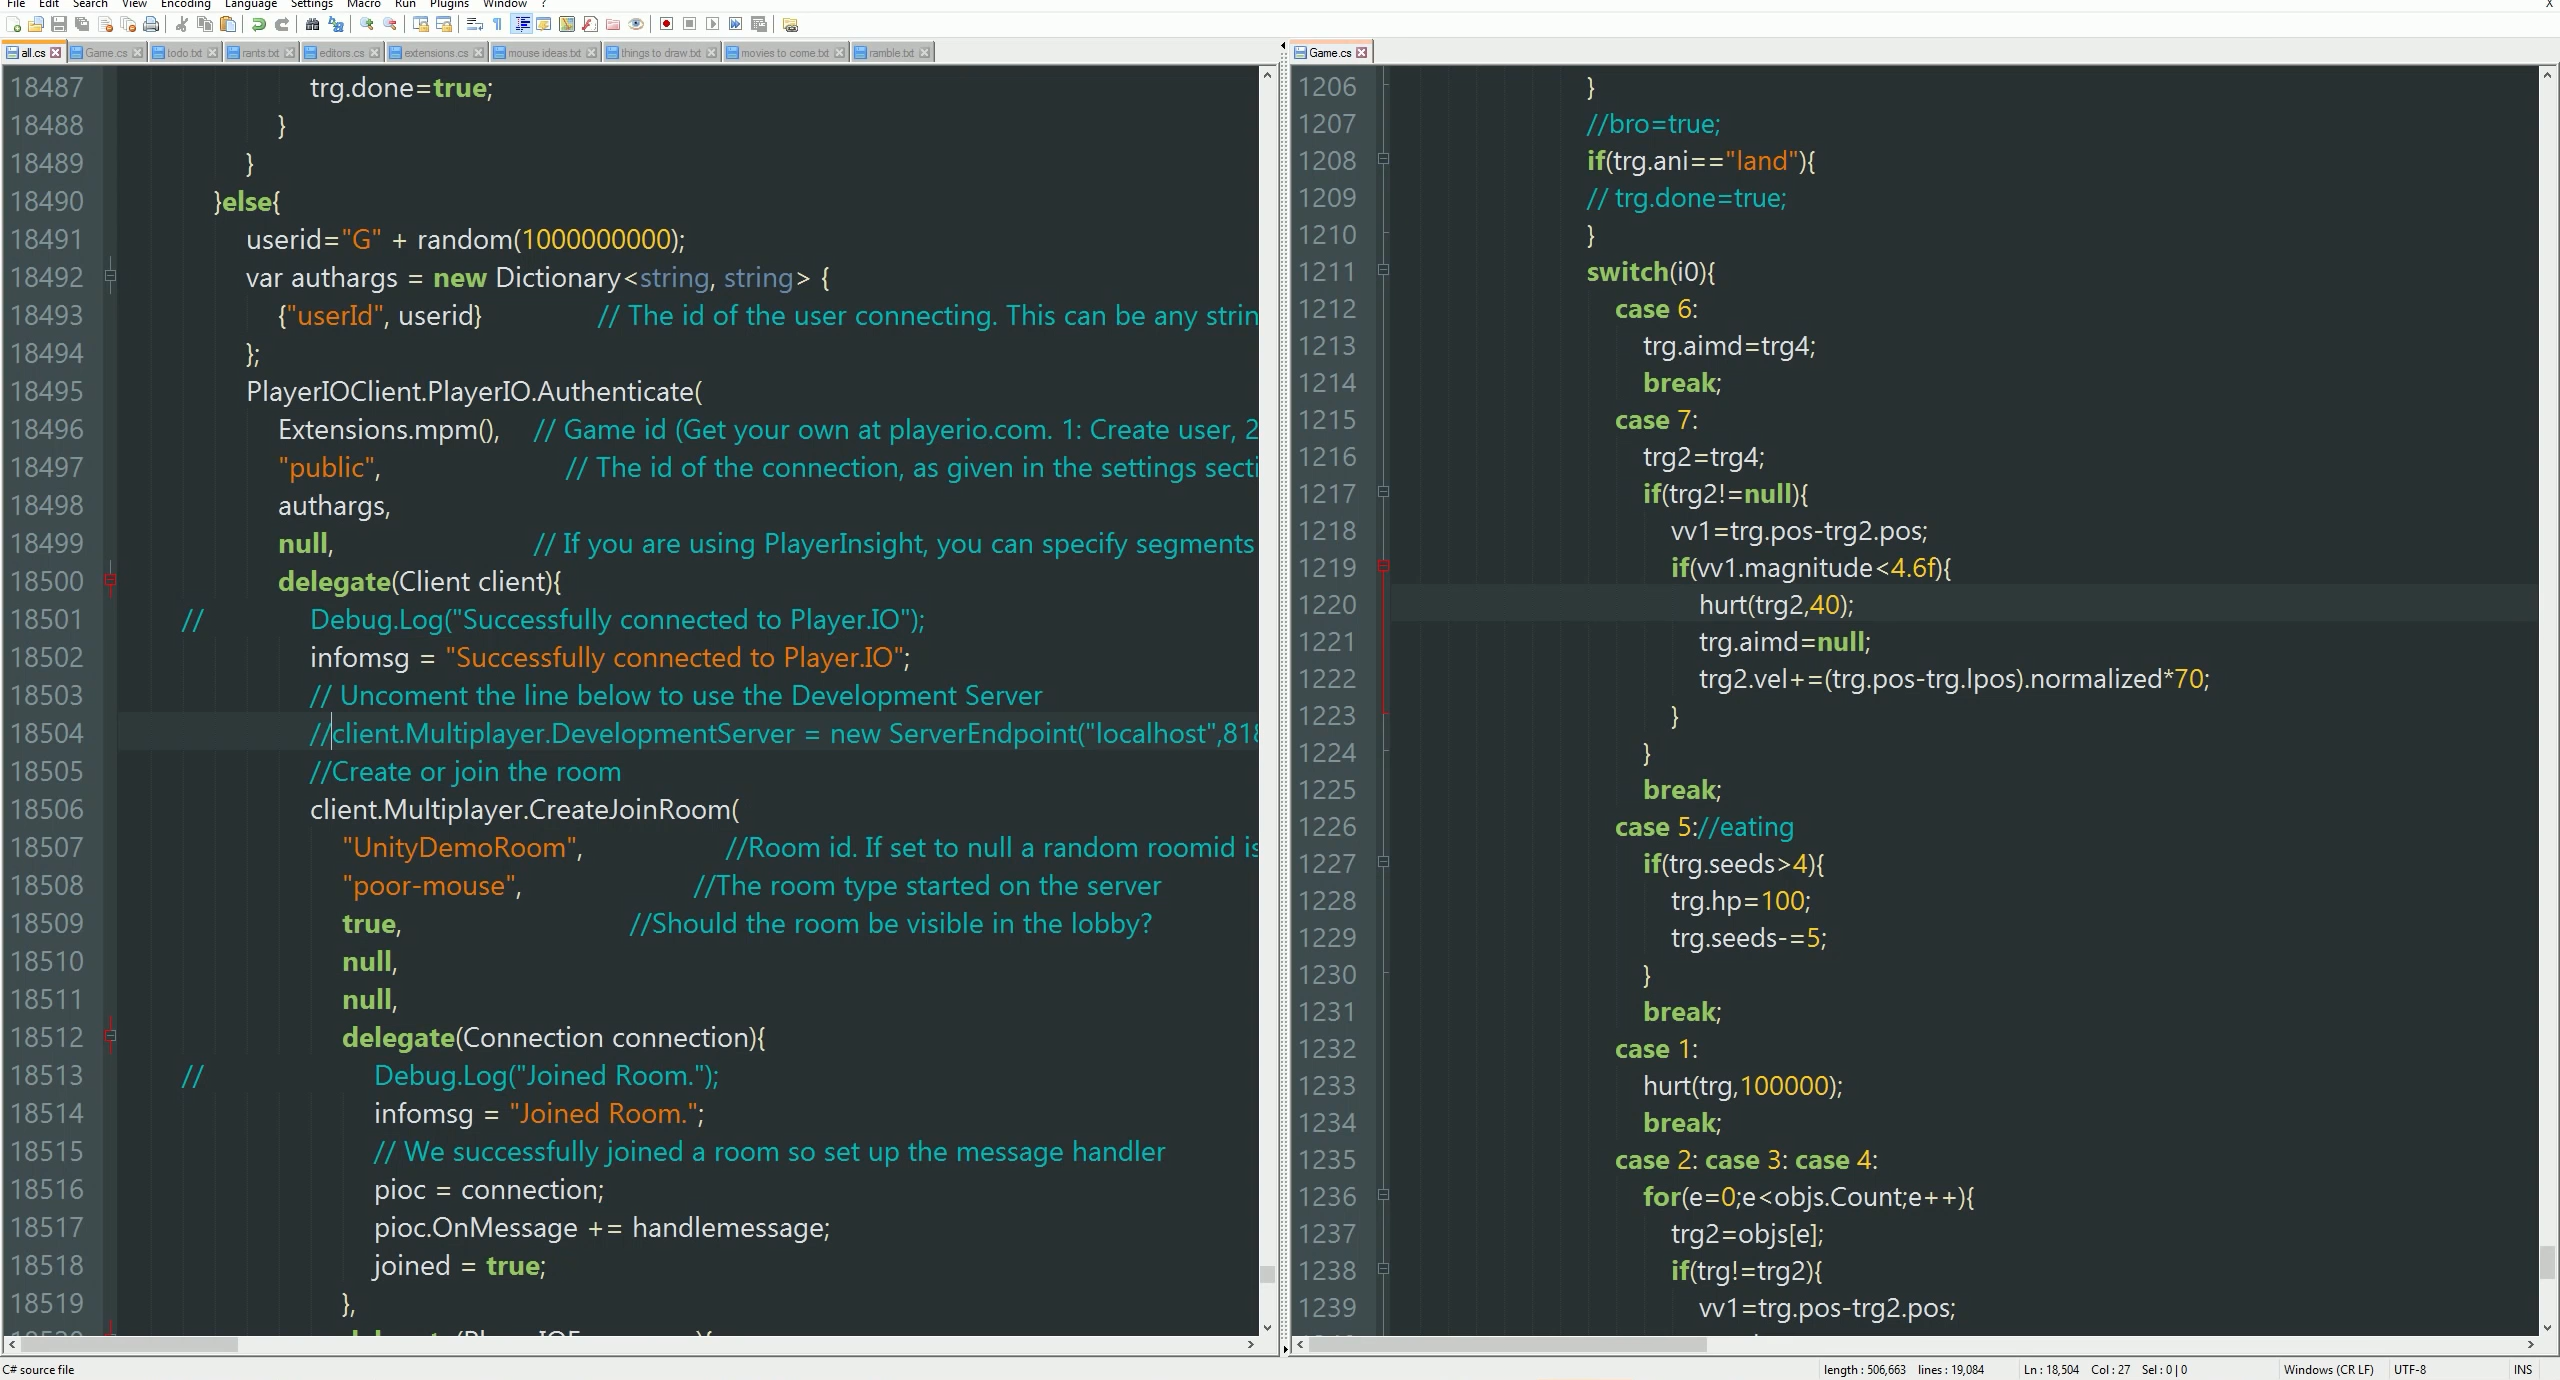 File Edit Search View Encoding Language Settings Macro Run Plugins Window ? X
all.cs Game.cs todo.txt rants.txt editors.cs extensions.cs mouse ideas.txt things to draw.txt movies to come.txt ramble.txt
18487 trg.done=true;
18488 }
18489 }
18490 }else{
18491 userid="G" + random(1000000000);
18492 var authargs = new Dictionary<string, string> {
18493 {"userId", userid} // The id of the user connecting. This can be any strin
18494 };
18495 PlayerIOClient.PlayerIO.Authenticate(
18496 Extensions.mpm(), // Game id (Get your own at playerio.com. 1: Create user, 2
18497 "public", // The id of the connection, as given in the settings secti
18498 authargs,
18499 null, // If you are using PlayerInsight, you can specify segments
18500 delegate(Client client){
18501 // Debug.Log("Successfully connected to Player.IO");
18502 infomsg = "Successfully connected to Player.IO";
18503 // Uncoment the line below to use the Development Server
18504 //client.Multiplayer.DevelopmentServer = new ServerEndpoint("localhost",818
18505 //Create or join the room
18506 client.Multiplayer.CreateJoinRoom(
18507 "UnityDemoRoom", //Room id. If set to null a random roomid is
18508 "poor-mouse", //The room type started on the server
18509 true, //Should the room be visible in the lobby?
18510 null,
18511 null,
18512 delegate(Connection connection){
18513 // Debug.Log("Joined Room.");
18514 infomsg = "Joined Room.";
18515 // We successfully joined a room so set up the message handler
18516 pioc = connection;
18517 pioc.OnMessage += handlemessage;
18518 joined = true;
18519 },
Game.cs
1206 }
1207 //bro=true;
1208 if(trg.ani=="land"){
1209 // trg.done=true;
1210 }
1211 switch(i0){
1212 case 6:
1213 trg.aimd=trg4;
1214 break;
1215 case 7:
1216 trg2=trg4;
1217 if(trg2!=null){
1218 vv1=trg.pos-trg2.pos;
1219 if(vv1.magnitude<4.6f){
1220 hurt(trg2,40);
1221 trg.aimd=null;
1222 trg2.vel+=(trg.pos-trg.lpos).normalized*70;
1223 }
1224 }
1225 break;
1226 case 5://eating
1227 if(trg.seeds>4){
1228 trg.hp=100;
1229 trg.seeds-=5;
1230 }
1231 break;
1232 case 1:
1233 hurt(trg,100000);
1234 break;
1235 case 2: case 3: case 4:
1236 for(e=0;e<objs.Count;e++){
1237 trg2=objs[e];
1238 if(trg!=trg2){
1239 vv1=trg.pos-trg2.pos;
C# source file length : 506,663 lines : 19,084 Ln : 18,504 Col : 27 Sel : 0 | 0 Windows (CR LF) UTF-8 INS